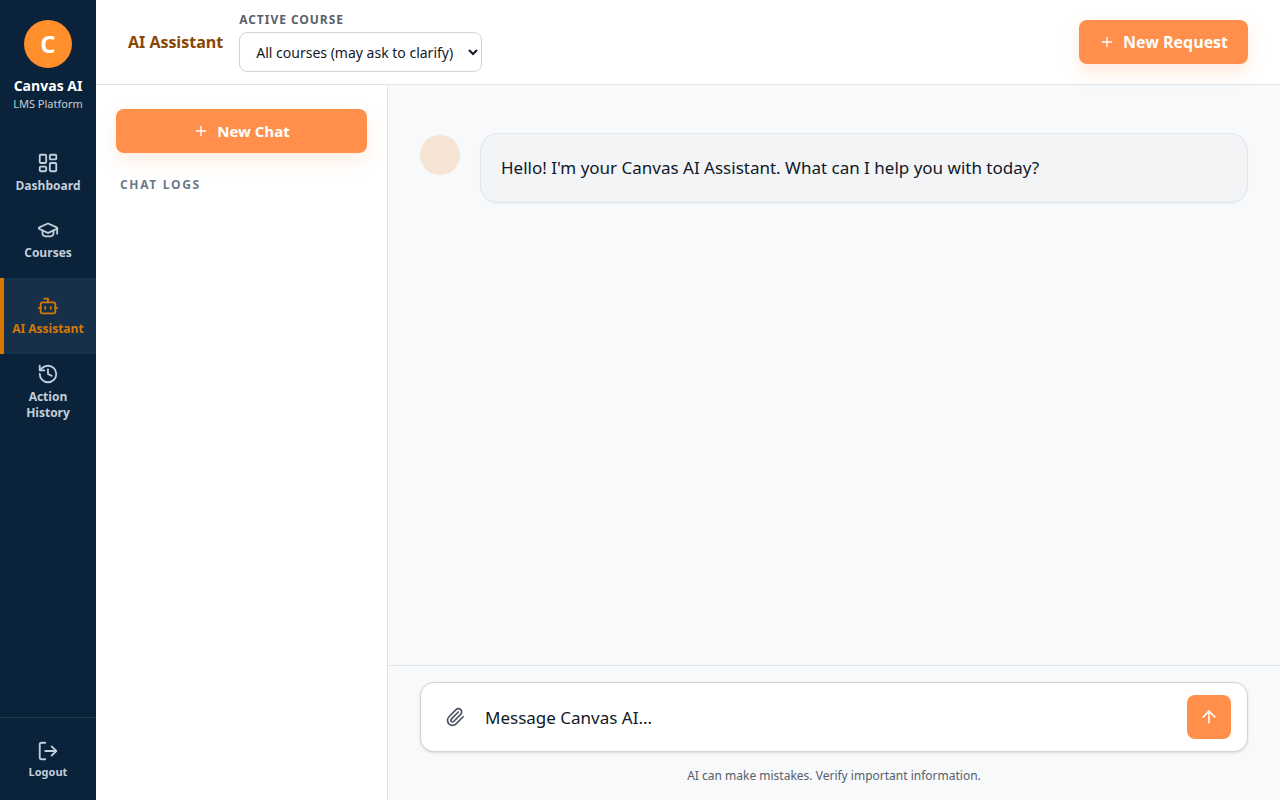 C
Canvas AI
LMS Platform
Dashboard
Courses
AI Assistant
Action
History
Logout
AI Assistant
ACTIVE COURSE
All courses (may ask to clarify)
New Request
New Chat
CHAT LOGS
Hello! I'm your Canvas AI Assistant. What can I help you with today?
Message Canvas AI...
AI can make mistakes. Verify important information.